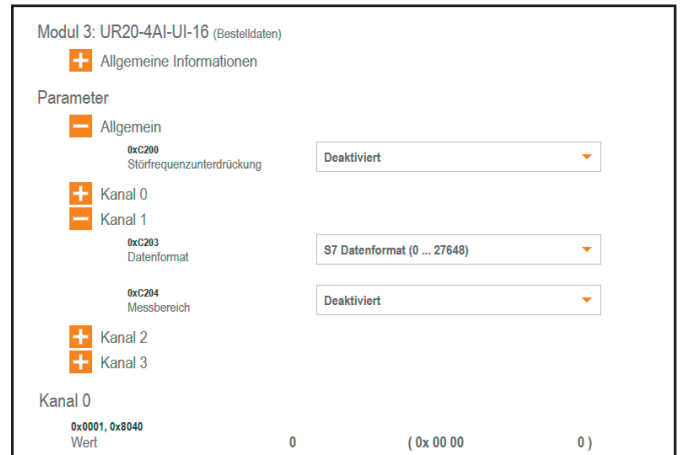 Modul 3: UR20-4AI-UI-16 (Bestelldaten)
Allgemeine Informationen
Parameter
Allgemein
0xC200
Störfrequenzunterdrückung
Deaktiviert
Kanal 0
Kanal 1
0xC203
Datenformat
S7 Datenformat (0 ... 27648)
0xC204
Messbereich
Deaktiviert
Kanal 2
Kanal 3
Kanal 0
0x0001, 0x8040
Wert 0 ( 0x 00 00 0 )